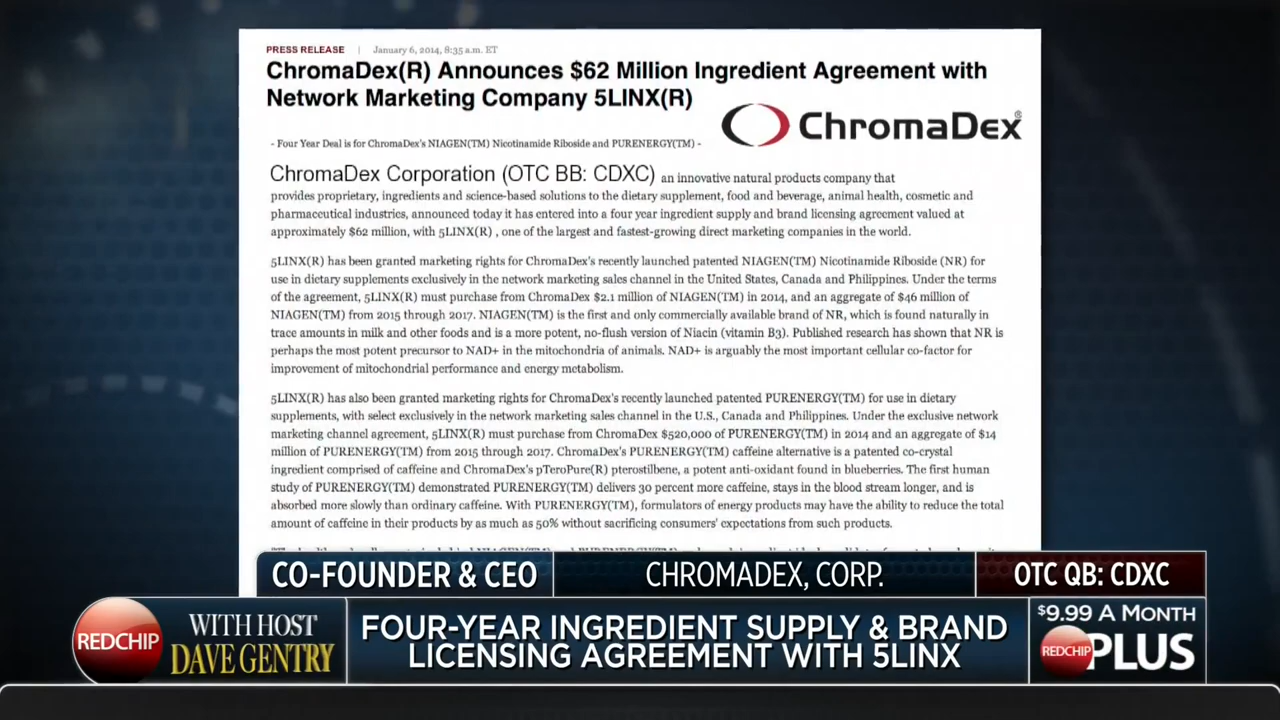 PRESS RELEASE | January 6, 2014, 8:35 a.m. ET
ChromaDex(R) Announces $62 Million Ingredient Agreement with
Network Marketing Company 5LINX(R)
ChromaDex®
- Four Year Deal is for ChromaDex's NIAGEN(TM) Nicotinamide Riboside and PURENERGY(TM) -
ChromaDex Corporation (OTC BB: CDXC) an innovative natural products company that
provides proprietary, ingredients and science-based solutions to the dietary supplement, food and beverage, animal health, cosmetic and
pharmaceutical industries, announced today it has entered into a four year ingredient supply and brand licensing agreement valued at
approximately $62 million, with 5LINX(R) , one of the largest and fastest-growing direct marketing companies in the world.
5LINX(R) has been granted marketing rights for ChromaDex's recently launched patented NIAGEN(TM) Nicotinamide Riboside (NR) for
use in dietary supplements exclusively in the network marketing sales channel in the United States, Canada and Philippines. Under the terms
of the agreement, 5LINX(R) must purchase from ChromaDex $2.1 million of NIAGEN(TM) in 2014, and an aggregate of $46 million of
NIAGEN(TM) from 2015 through 2017. NIAGEN(TM) is the first and only commercially available brand of NR, which is found naturally in
trace amounts in milk and other foods and is a more potent, no-flush version of Niacin (vitamin B3). Published research has shown that NR is
perhaps the most potent precursor to NAD+ in the mitochondria of animals. NAD+ is arguably the most important cellular co-factor for
improvement of mitochondrial performance and energy metabolism.
5LINX(R) has also been granted marketing rights for ChromaDex's recently launched patented PURENERGY(TM) for use in dietary
supplements, with select exclusively in the network marketing sales channel in the U.S., Canada and Philippines. Under the exclusive network
marketing channel agreement, 5LINX(R) must purchase from ChromaDex $520,000 of PURENERGY(TM) in 2014 and an aggregate of $14
million of PURENERGY(TM) from 2015 through 2017. ChromaDex's PURENERGY(TM) caffeine alternative is a patented co-crystal
ingredient comprised of caffeine and ChromaDex's pTeroPure(R) pterostilbene, a potent anti-oxidant found in blueberries. The first human
study of PURENERGY(TM) demonstrated PURENERGY(TM) delivers 30 percent more caffeine, stays in the blood stream longer, and is
absorbed more slowly than ordinary caffeine. With PURENERGY(TM), formulators of energy products may have the ability to reduce the total
amount of caffeine in their products by as much as 50% without sacrificing consumers' expectations from such products.
CO-FOUNDER & CEO CHROMADEX, CORP. OTC QB: CDXC
REDCHIP WITH HOST
DAVE GENTRY
FOUR-YEAR INGREDIENT SUPPLY & BRAND
LICENSING AGREEMENT WITH 5LINX
$9.99 A MONTH
REDCHIP PLUS